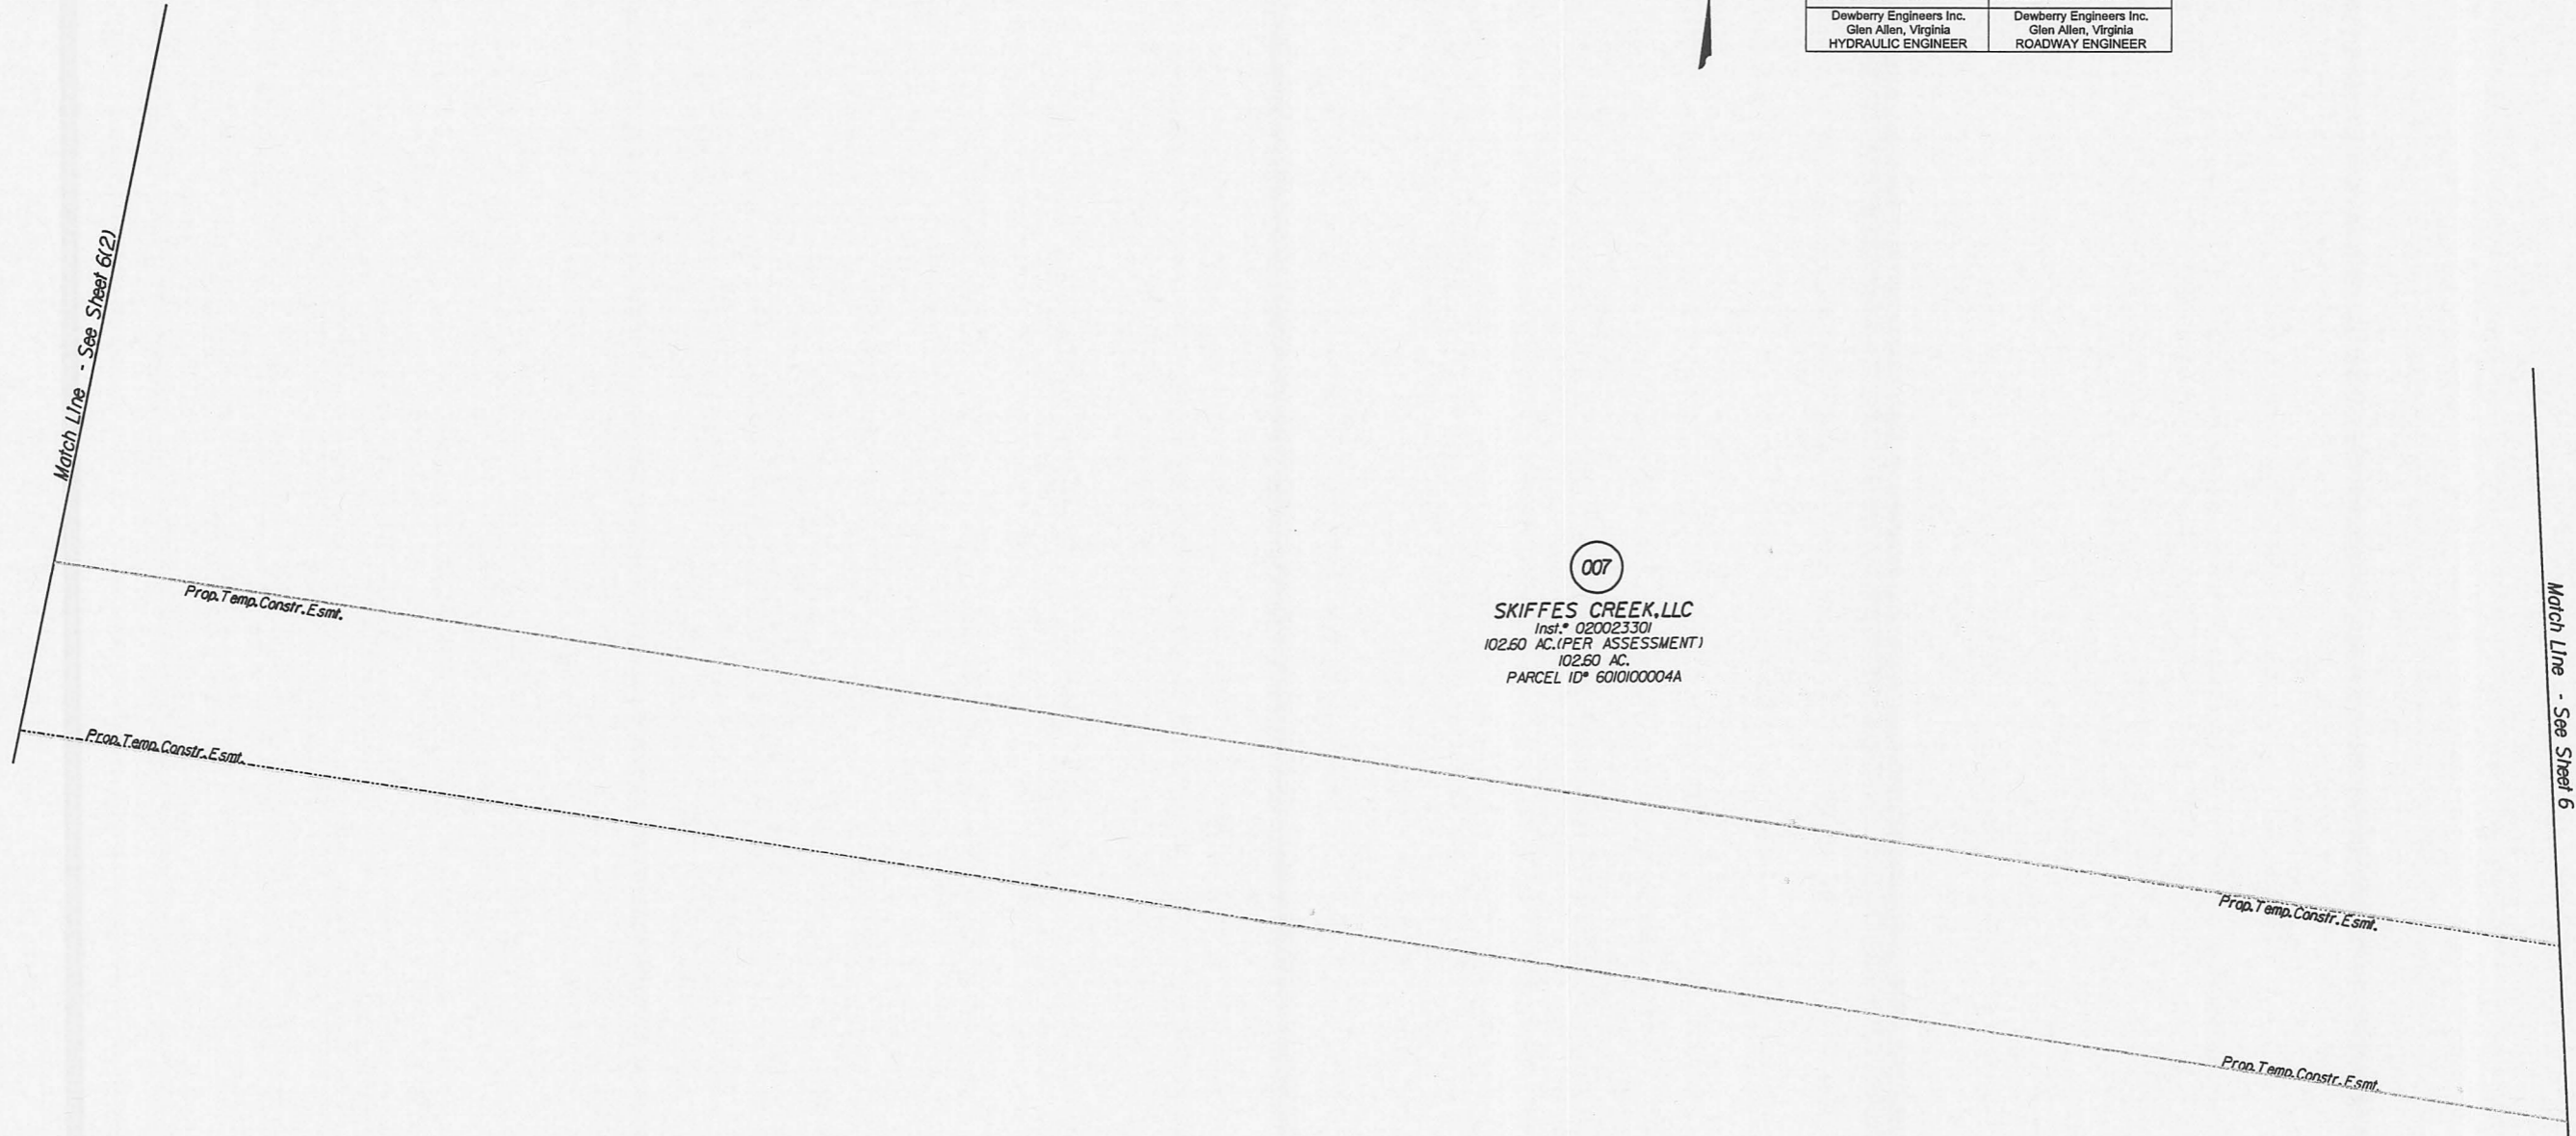 Dewberry Engineers Inc.
Glen Allen, Virginia
HYDRAULIC ENGINEER
Dewberry Engineers Inc.
Glen Allen, Virginia
ROADWAY ENGINEER
Match Line - See Sheet 6(2)
007
SKIFFES CREEK, LLC
Inst.# 020023301
102.60 AC.(PER ASSESSMENT)
102.60 AC.
PARCEL ID# 6010100004A
Match Line - See Sheet 6
Prop. Temp. Constr. Esmt.
Prop. Temp. Constr. Esmt.
Prop. Temp. Constr. Esmt.
Prop. Temp. Constr. Esmt.